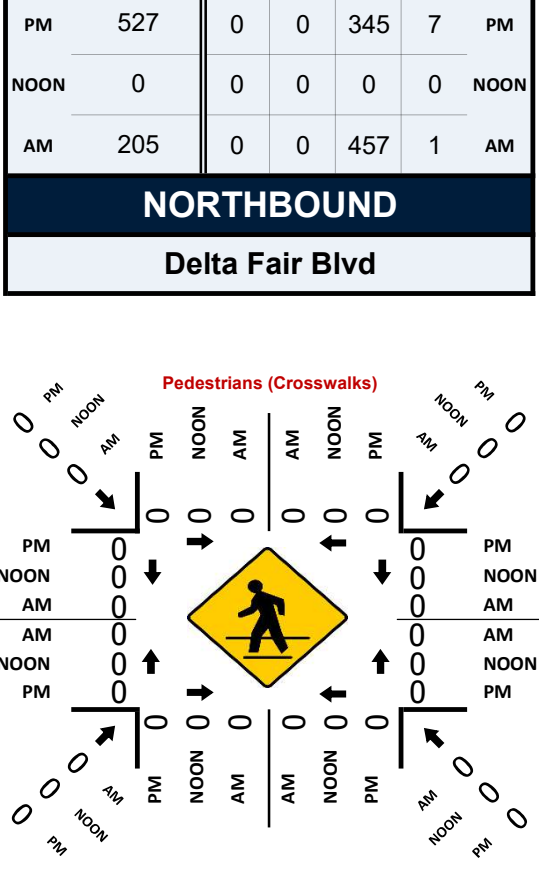 PM 527 0 0 345 7 PM
NOON 0 0 0 0 0 NOON
AM 205 0 0 457 1 AM
NORTHBOUND
Delta Fair Blvd
Pedestrians (Crosswalks)
PM NOON AM
0 0 0
PM NOON AM AM NOON PM
PM NOON AM
0 0 0
0 0 0 0 0 0
PM 0 0 PM
NOON 0 0 NOON
AM 0 0 AM
AM 0 0 AM
NOON 0 0 NOON
PM 0 0 PM
0 0 0 0 0 0
0 0 0
PM NOON AM
PM NOON AM AM NOON PM
0 0 0
AM NOON PM